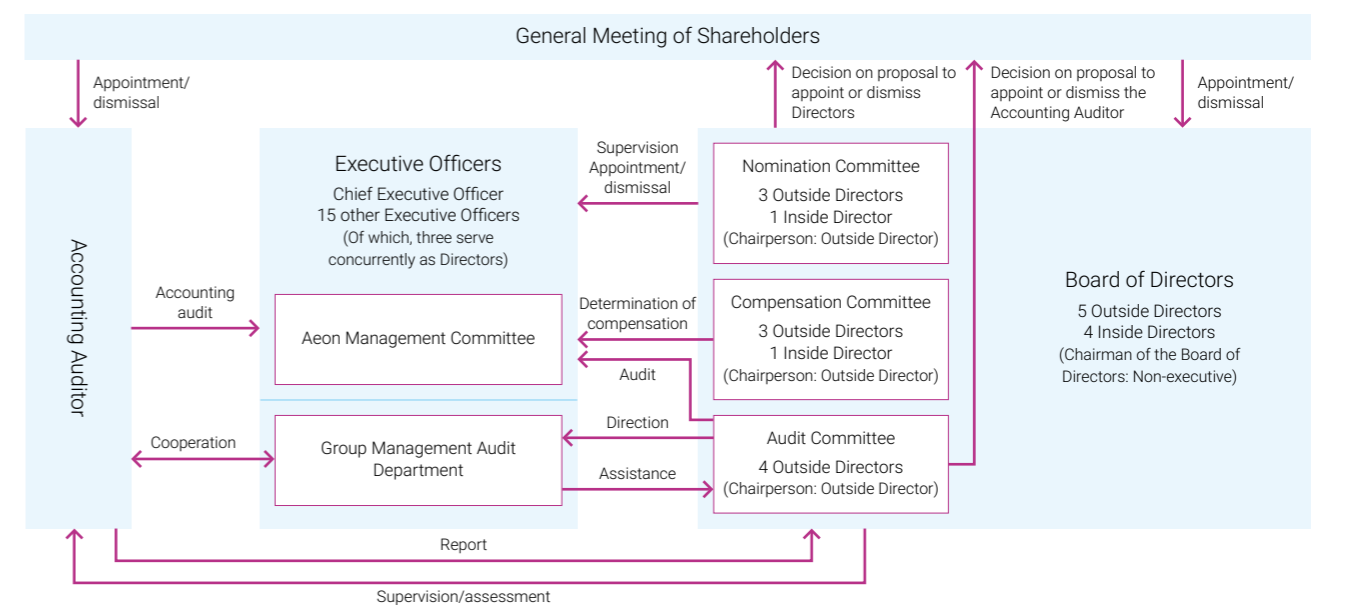 General Meeting of Shareholders
Appointment/
dismissal
Decision on proposal to
appoint or dismiss
Directors
Decision on proposal to
appoint or dismiss the
Accounting Auditor
Appointment/
dismissal
Accounting Auditor
Accounting
audit
Cooperation
Executive Officers
Chief Executive Officer
15 other Executive Officers
(Of which, three serve
concurrently as Directors)
Aeon Management Committee
Group Management Audit
Department
Supervision
Appointment/
dismissal
Determination of
compensation
Audit
Direction
Assistance
Nomination Committee
3 Outside Directors
1 Inside Director
(Chairperson: Outside Director)
Compensation Committee
3 Outside Directors
1 Inside Director
(Chairperson: Outside Director)
Audit Committee
4 Outside Directors
(Chairperson: Outside Director)
Board of Directors
5 Outside Directors
4 Inside Directors
(Chairman of the Board of
Directors: Non-executive)
Report
Supervision/assessment